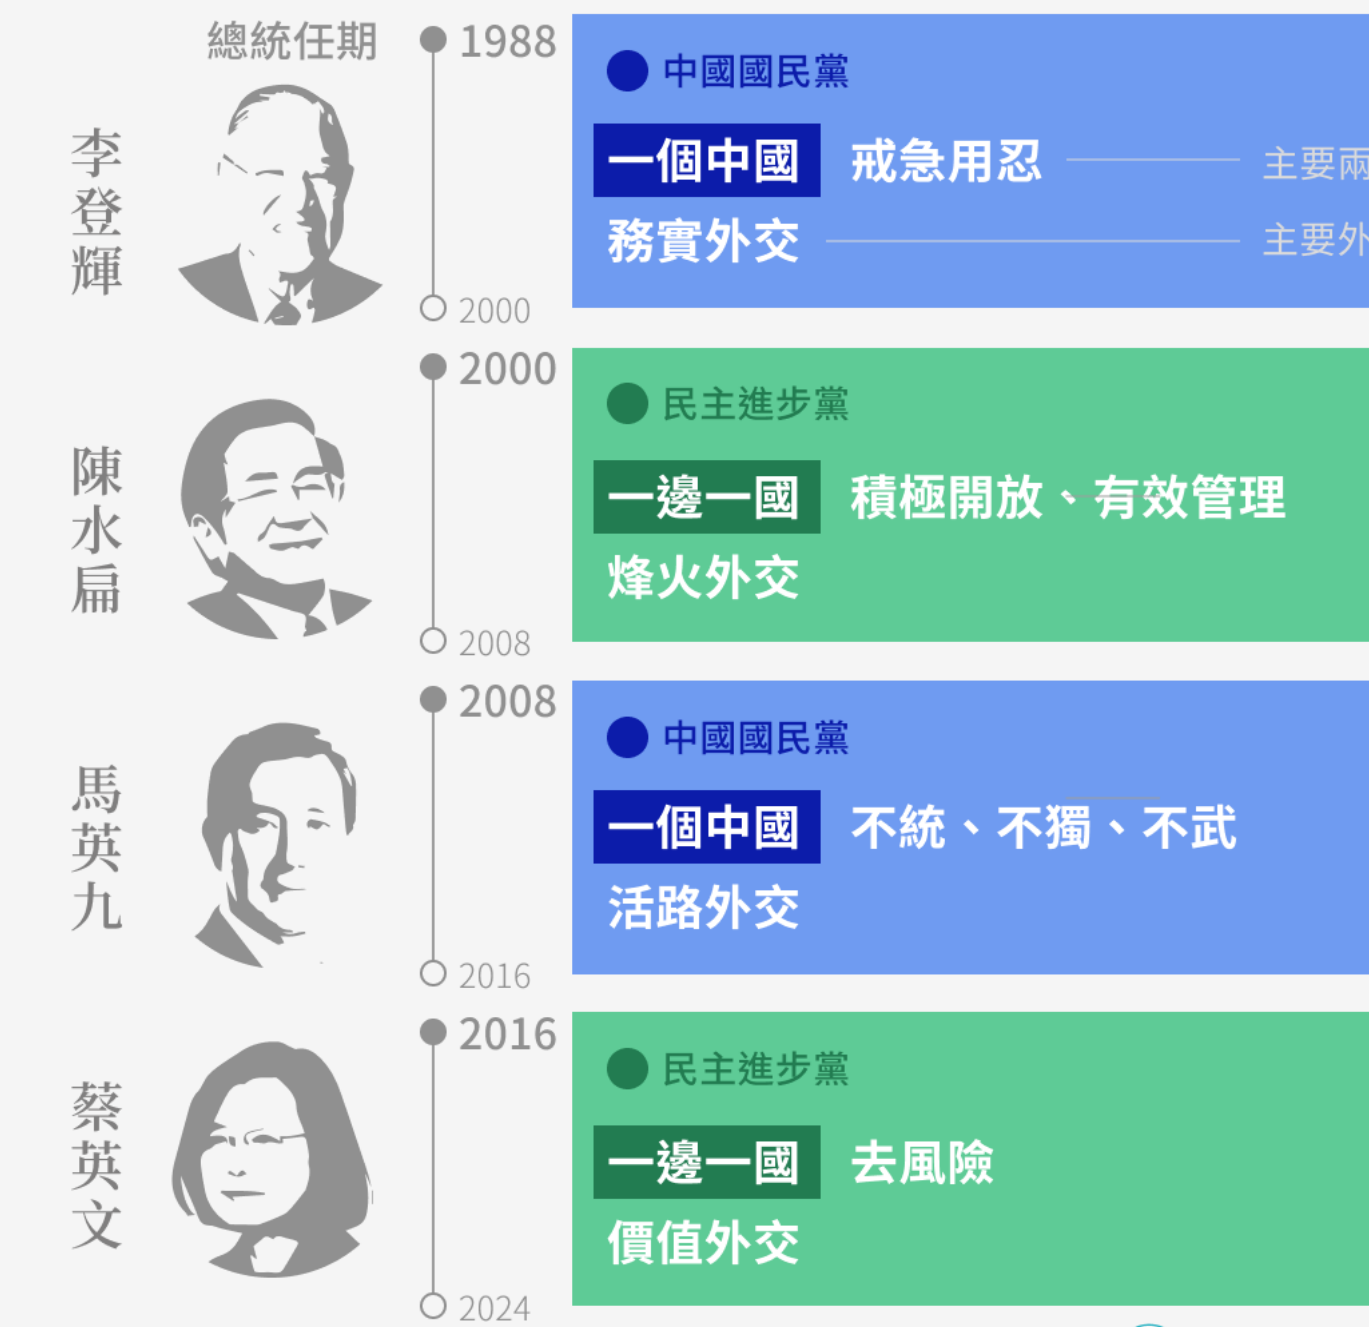 總統任期
李登輝
1988
2000
中國國民黨
一個中國 戒急用忍 主要兩
務實外交 主要外
陳水扁
2000
2008
民主進步黨
一邊一國 積極開放、有效管理
烽火外交
馬英九
2008
2016
中國國民黨
一個中國 不統、不獨、不武
活路外交
蔡英文
2016
2024
民主進步黨
一邊一國 去風險
價值外交